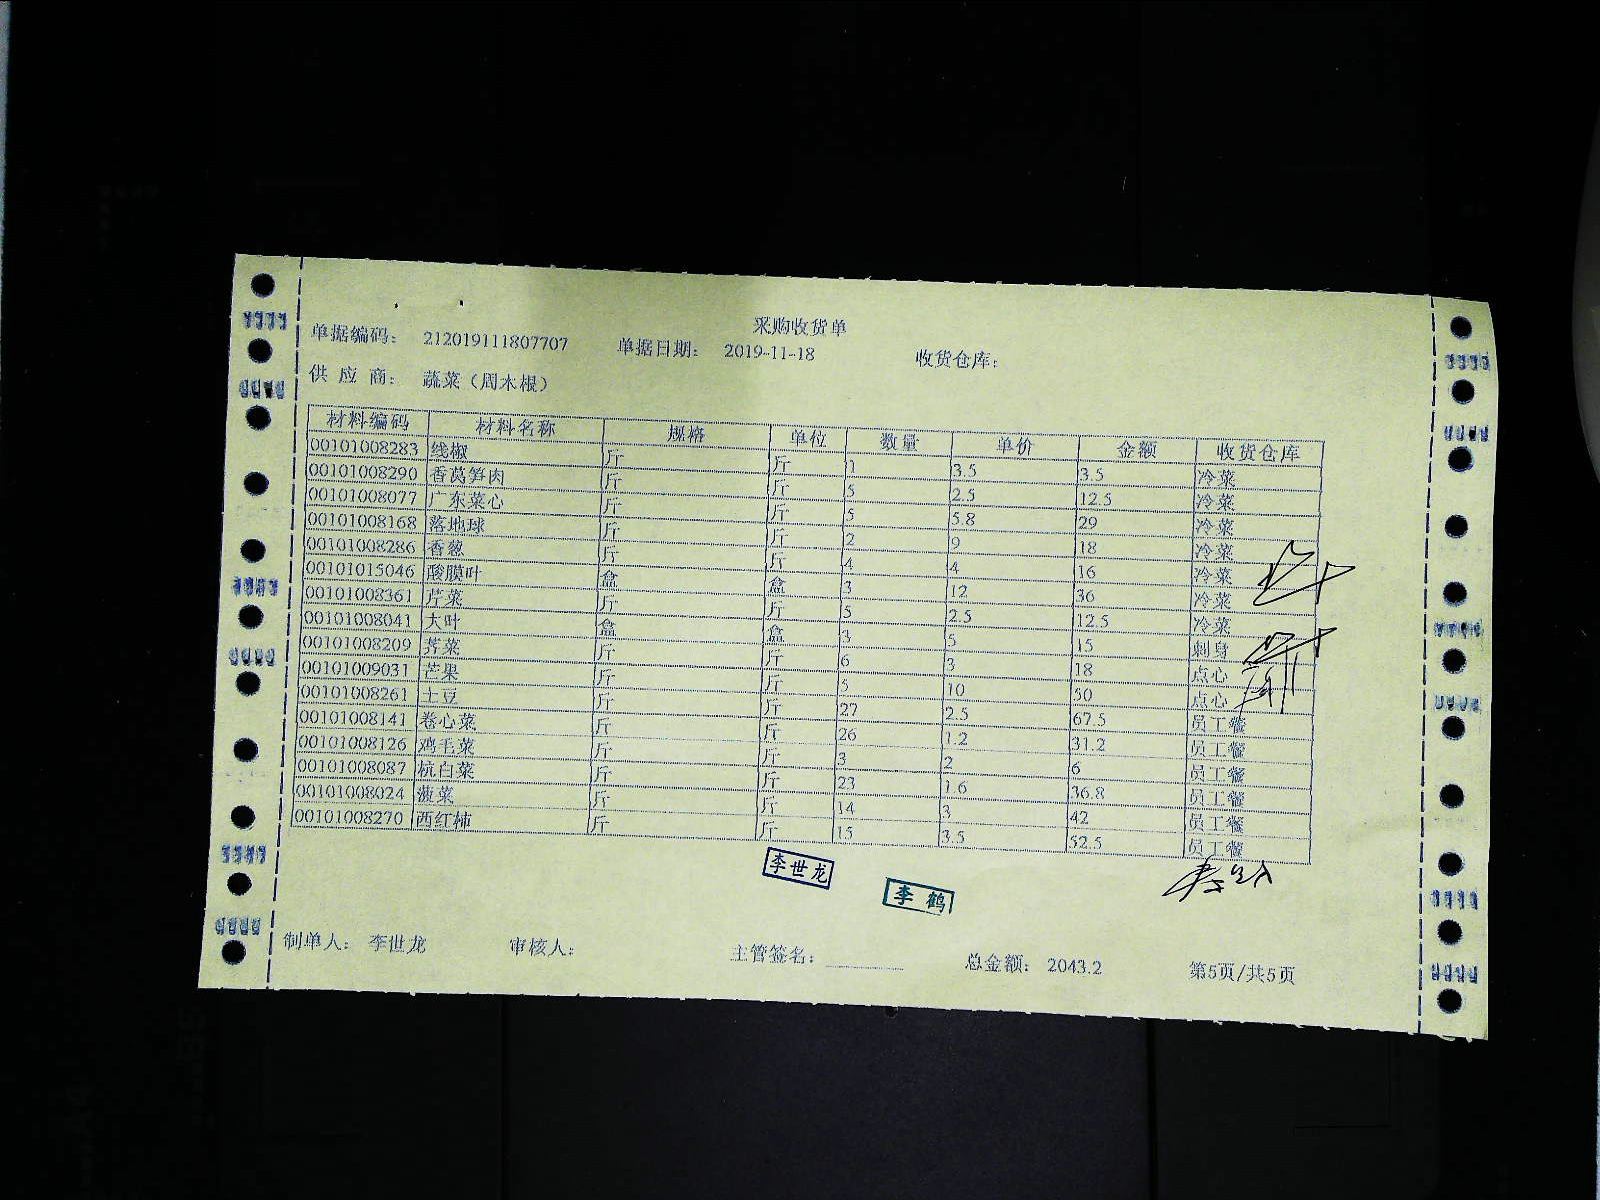 采购收货单
单据编码： 212019111807707 单据日期： 2019-11-18 收货仓库：
供 应 商： 蔬菜（周木根）
材料编码 材料名称 规格 单位 数量 单价 金额 收货仓库
00101008283 线椒 斤 斤 1 3.5 3.5 冷菜
00101008290 香莴笋肉 斤 斤 5 2.5 12.5 冷菜
00101008077 广东菜心 斤 斤 5 5.8 29 冷菜
00101008168 落地球 斤 斤 2 9 18 冷菜
00101008286 香葱 斤 斤 4 4 16 冷菜
00101015046 酸膜叶 盒 盒 3 12 36 冷菜
00101008361 芹菜 斤 斤 5 2.5 12.5 冷菜
00101008041 大叶 盒 盒 3 5 15 刺身
00101008209 荠菜 斤 斤 6 3 18 点心
00101009031 芒果 斤 斤 5 10 50 点心
00101008261 土豆 斤 斤 27 2.5 67.5 员工餐
00101008141 卷心菜 斤 斤 26 1.2 31.2 员工餐
00101008126 鸡毛菜 斤 斤 3 2 6 员工餐
00101008087 杭白菜 斤 斤 23 1.6 36.8 员工餐
00101008024 菠菜 斤 斤 14 3 42 员工餐
00101008270 西红柿 斤 斤 15 3.5 52.5 员工餐
李世龙
李鹤
制单人： 李世龙 审核人： 主管签名： 总金额： 2043.2 第5页/共5页